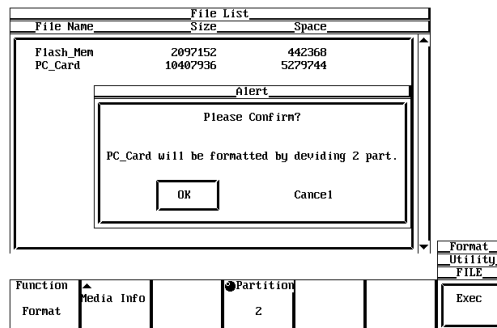 File List
File Name Size Space
Flash_Mem 2097152 442368
PC_Card 10407936 5279744
Alert
Please Confirm?
PC_Card will be formatted by deviding 2 part.
OK Cancel
Format
Utility
FILE
Function Media Info Partition
Format 2 Exec